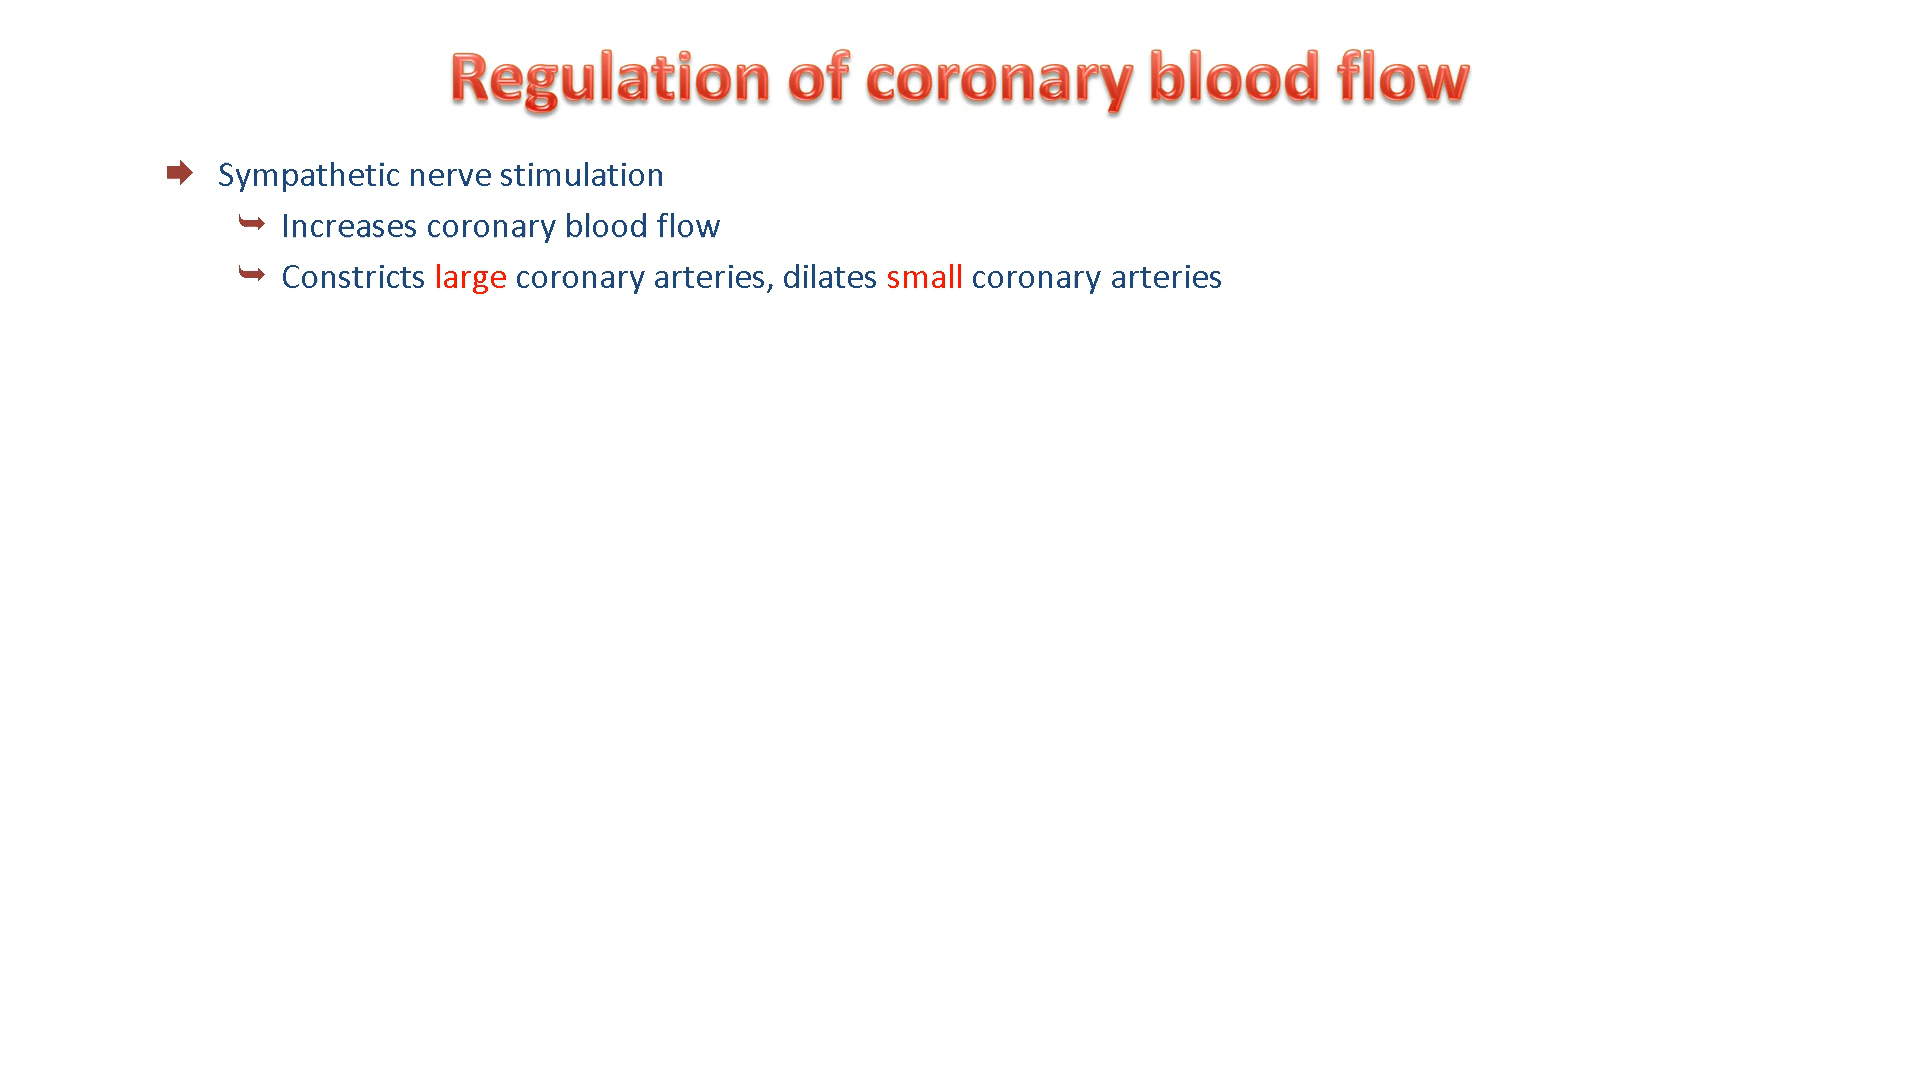 Regulation of coronary blood flow
Sympathetic nerve stimulation
Increases coronary blood flow
Constricts large coronary arteries, dilates small coronary arteries